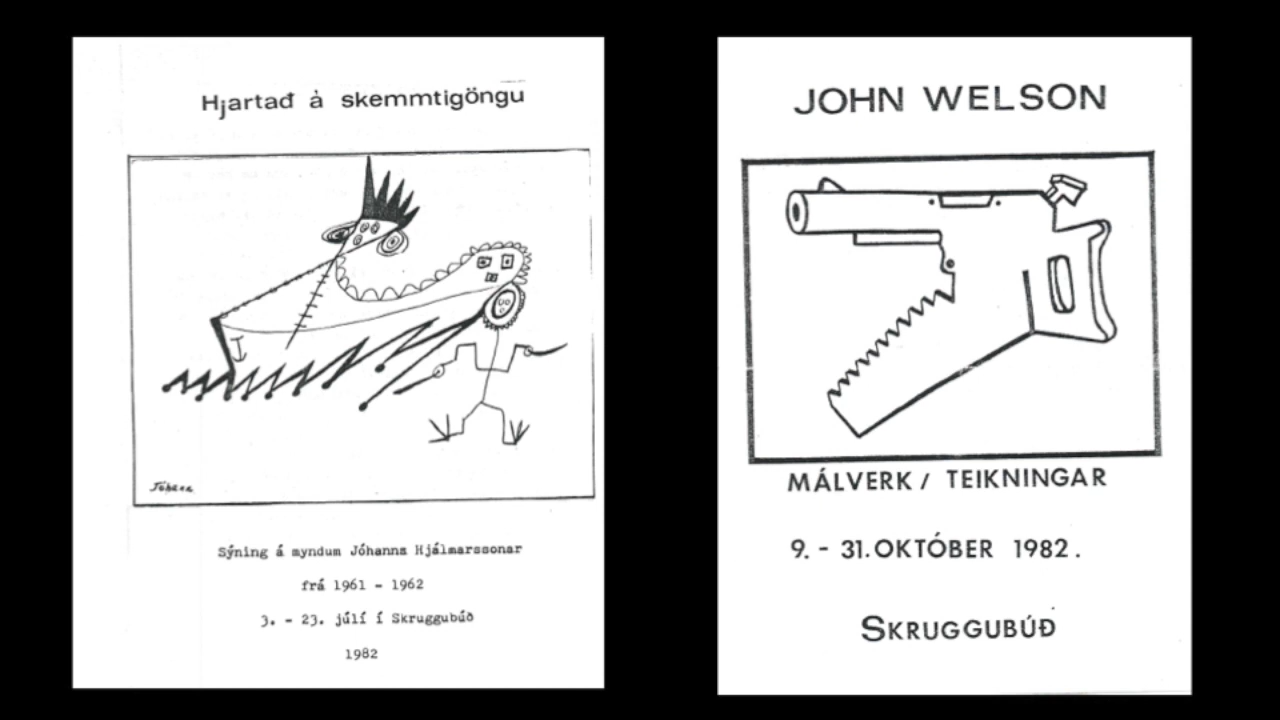 Hjartað á skemmtigöngu
Jóhann
Sýning á myndum Jóhanns Hjálmarssonar
frá 1961 - 1962
3. - 23. júlí í Skruggubúð
1982
JOHN WELSON
MÁLVERK / TEIKNINGAR
9. - 31. OKTÓBER 1982.
SKRUGGUBÚÐ